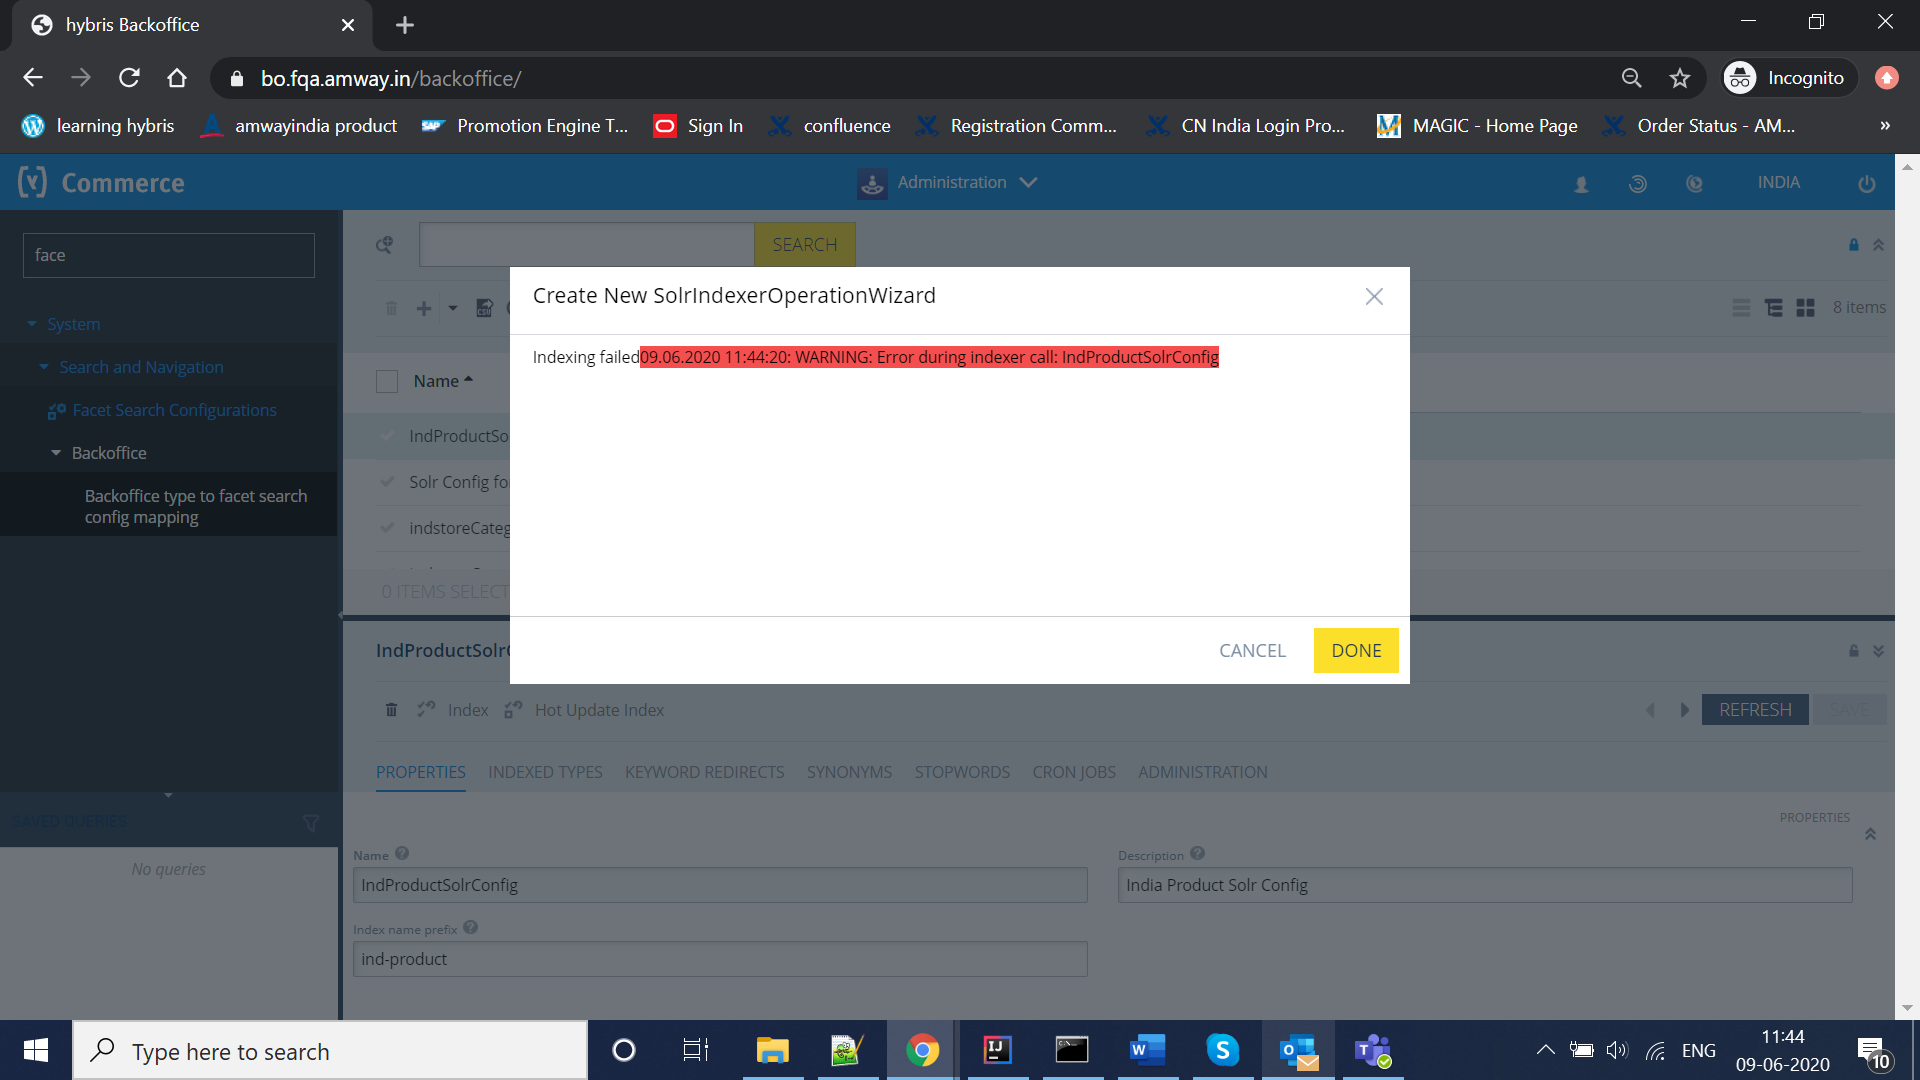 hybris Backoffice
bo.fqa.amway.in/backoffice/
Incognito
learning hybris
amwayindia product
Promotion Engine T...
Sign In
confluence
Registration Comm...
CN India Login Pro...
MAGIC - Home Page
Order Status - AM...
»
Commerce
Administration
INDIA
face
SEARCH
System
Search and Navigation
Facet Search Configurations
Backoffice
Backoffice type to facet search
config mapping
SAVED QUERIES
No queries
8 items
Name
IndProductSo
Solr Config fo
indstoreCateg
0 ITEMS SELECT
Create New SolrIndexerOperationWizard
Indexing failed09.06.2020 11:44:20: WARNING: Error during indexer call: IndProductSolrConfig
CANCEL
DONE
IndProductSolrC
Index
Hot Update Index
REFRESH
SAVE
PROPERTIES
INDEXED TYPES
KEYWORD REDIRECTS
SYNONYMS
STOPWORDS
CRON JOBS
ADMINISTRATION
PROPERTIES
Name
Description
IndProductSolrConfig
India Product Solr Config
Index name prefix
ind-product
Type here to search
ENG
11:44
09-06-2020
10